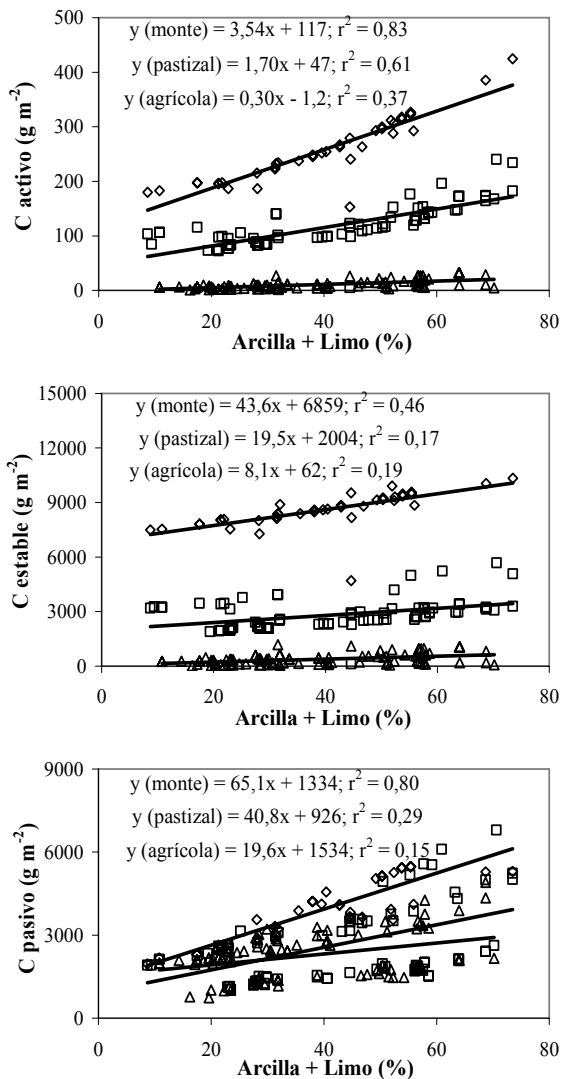 y (monte) = 3,54x + 117; r² = 0,83
y (pastizal) = 1,70x + 47; r² = 0,61
y (agrícola) = 0,30x - 1,2; r² = 0,37
C activo (g m⁻²)
500
400
300
200
100
0
0 20 40 60 80
Arcilla + Limo (%)
y (monte) = 43,6x + 6859; r² = 0,46
y (pastizal) = 19,5x + 2004; r² = 0,17
y (agrícola) = 8,1x + 62; r² = 0,19
C estable (g m⁻²)
15000
12000
9000
6000
3000
0
0 20 40 60 80
Arcilla + Limo (%)
y (monte) = 65,1x + 1334; r² = 0,80
y (pastizal) = 40,8x + 926; r² = 0,29
y (agrícola) = 19,6x + 1534; r² = 0,15
C pasivo (g m⁻²)
9000
6000
3000
0
0 20 40 60 80
Arcilla + Limo (%)